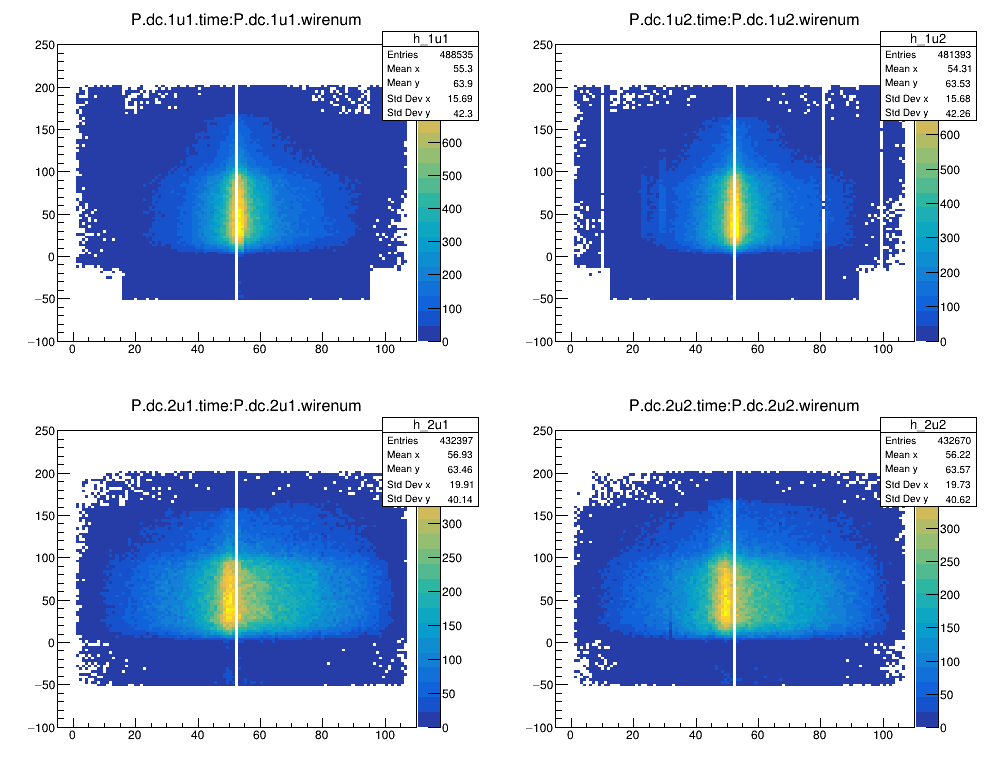 P.dc.1u1.time:P.dc.1u1.wirenum
h_1u1
Entries 488535
Mean x 55.3
Mean y 63.9
Std Dev x 15.69
Std Dev y 42.3
250
200
150
100
50
0
−50
−100
0 20 40 60 80 100
600
500
400
300
200
100
0
P.dc.1u2.time:P.dc.1u2.wirenum
h_1u2
Entries 481393
Mean x 54.31
Mean y 63.53
Std Dev x 15.68
Std Dev y 42.26
250
200
150
100
50
0
−50
−100
0 20 40 60 80 100
600
500
400
300
200
100
0
P.dc.2u1.time:P.dc.2u1.wirenum
h_2u1
Entries 432397
Mean x 56.93
Mean y 63.46
Std Dev x 19.91
Std Dev y 40.14
250
200
150
100
50
0
−50
−100
0 20 40 60 80 100
300
250
200
150
100
50
0
P.dc.2u2.time:P.dc.2u2.wirenum
h_2u2
Entries 432670
Mean x 56.22
Mean y 63.57
Std Dev x 19.73
Std Dev y 40.62
250
200
150
100
50
0
−50
−100
0 20 40 60 80 100
300
250
200
150
100
50
0